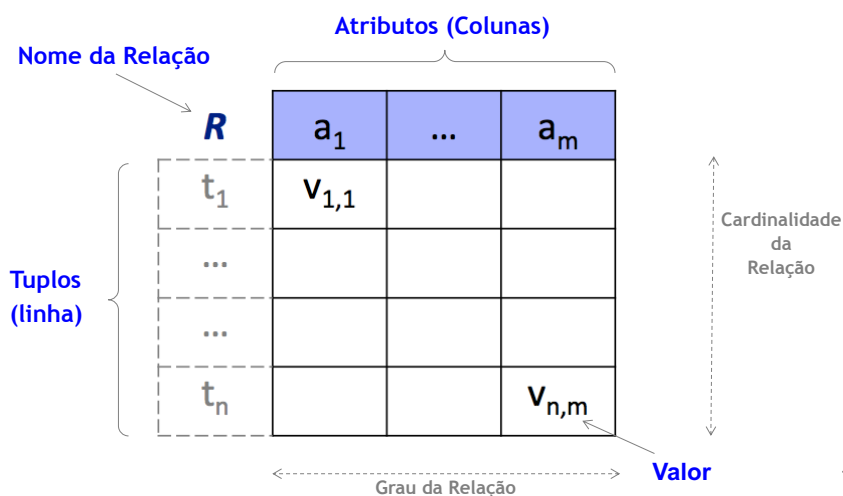 Atributos (Colunas)
Nome da Relação
R a1 ... am
t1 v1,1
...
Tuplos
(linha)
...
tn vn,m
Cardinalidade
da
Relação
Valor
Grau da Relação